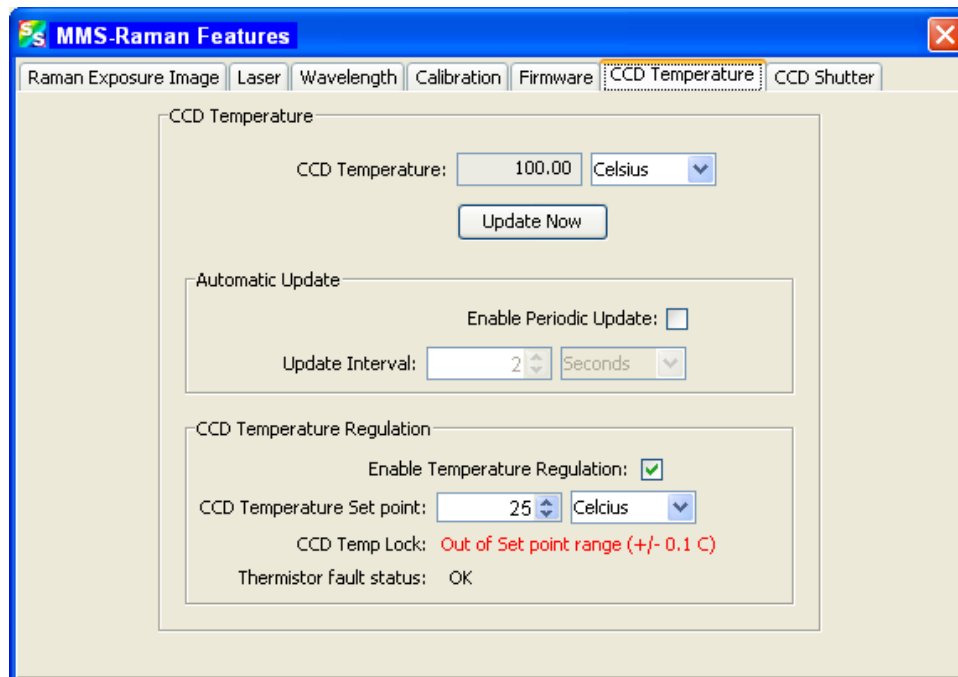 SS MMS-Raman Features
Raman Exposure Image Laser Wavelength Calibration Firmware CCD Temperature CCD Shutter
CCD Temperature
CCD Temperature: 100.00 Celsius
Update Now
Automatic Update
Enable Periodic Update:
Update Interval: 2 Seconds
CCD Temperature Regulation
Enable Temperature Regulation:
CCD Temperature Set point: 25 Celcius
CCD Temp Lock: Out of Set point range (+/- 0.1 C)
Thermistor fault status: OK